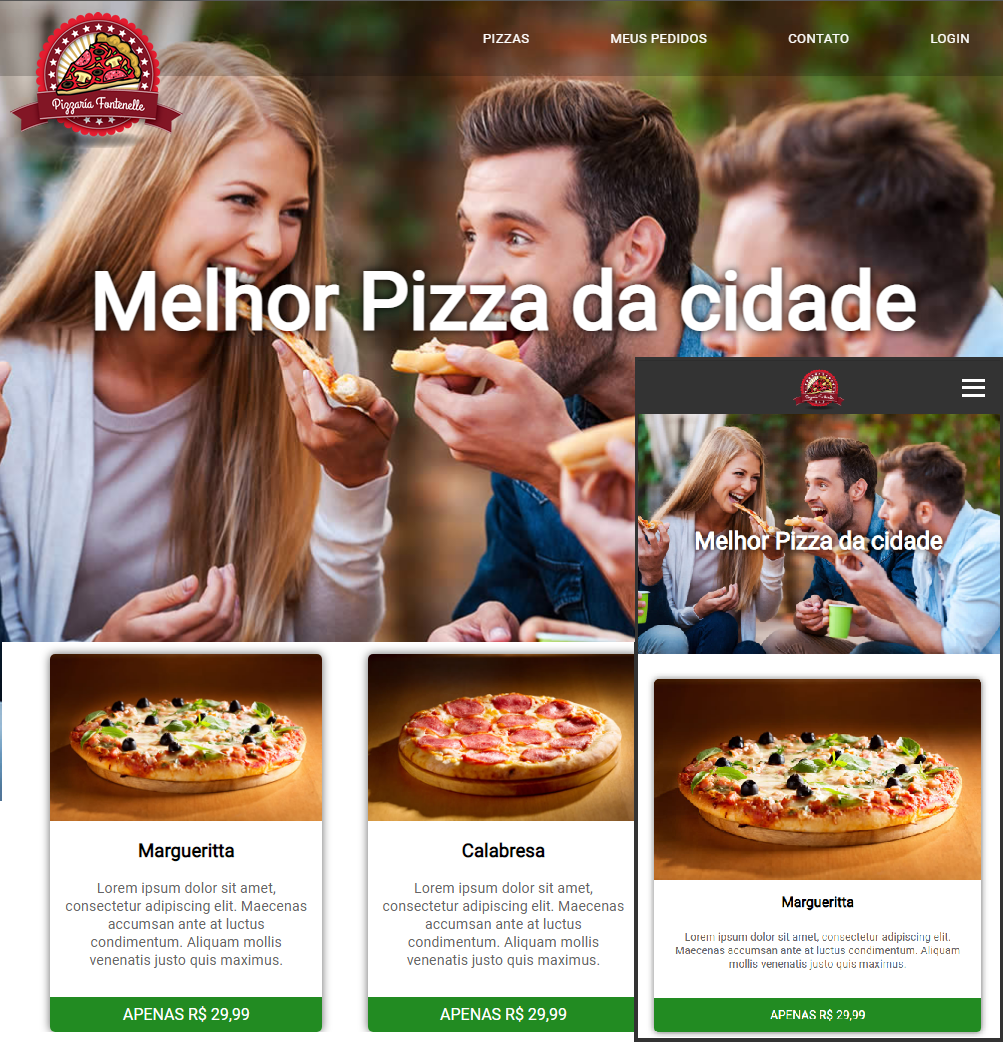 PIZZAS
MEUS PEDIDOS
CONTATO
LOGIN
Pizzaria Fontenelle
Melhor Pizza da cidade
Margueritta
Lorem ipsum dolor sit amet,
consectetur adipiscing elit. Maecenas
accumsan ante at luctus
condimentum. Aliquam mollis
venenatis justo quis maximus.
APENAS R$ 29,99
Calabresa
Lorem ipsum dolor sit amet,
consectetur adipiscing elit. Maecenas
accumsan ante at luctus
condimentum. Aliquam mollis
venenatis justo quis maximus.
APENAS R$ 29,99
Pizzaria Fontenelle
Melhor Pizza da cidade
Margueritta
Lorem ipsum dolor sit amet, consectetur adipiscing elit.
Maecenas accumsan ante at luctus condimentum. Aliquam
mollis venenatis justo quis maximus.
APENAS R$ 29,99